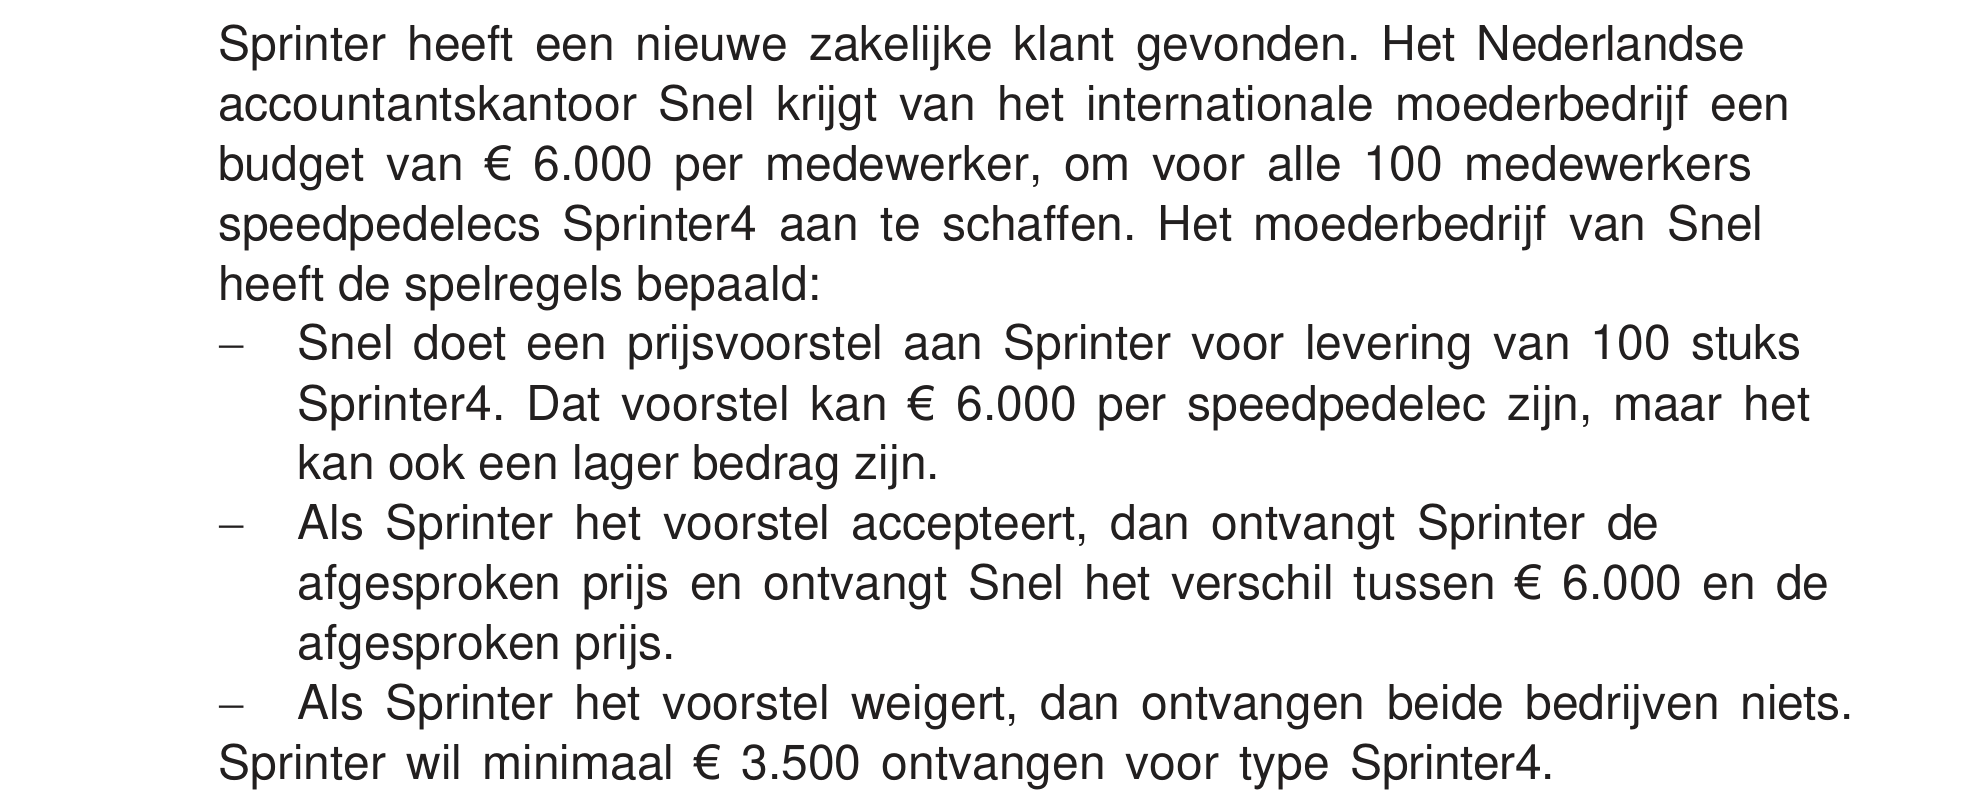 Sprinter heeft een nieuwe zakelijke klant gevonden. Het Nederlandse
accountantskantoor Snel krijgt van het internationale moederbedrijf een
budget van € 6.000 per medewerker, om voor alle 100 medewerkers
speedpedelecs Sprinter4 aan te schaffen. Het moederbedrijf van Snel
heeft de spelregels bepaald:
– Snel doet een prijsvoorstel aan Sprinter voor levering van 100 stuks
Sprinter4. Dat voorstel kan € 6.000 per speedpedelec zijn, maar het
kan ook een lager bedrag zijn.
– Als Sprinter het voorstel accepteert, dan ontvangt Sprinter de
afgesproken prijs en ontvangt Snel het verschil tussen € 6.000 en de
afgesproken prijs.
– Als Sprinter het voorstel weigert, dan ontvangen beide bedrijven niets.
Sprinter wil minimaal € 3.500 ontvangen voor type Sprinter4.